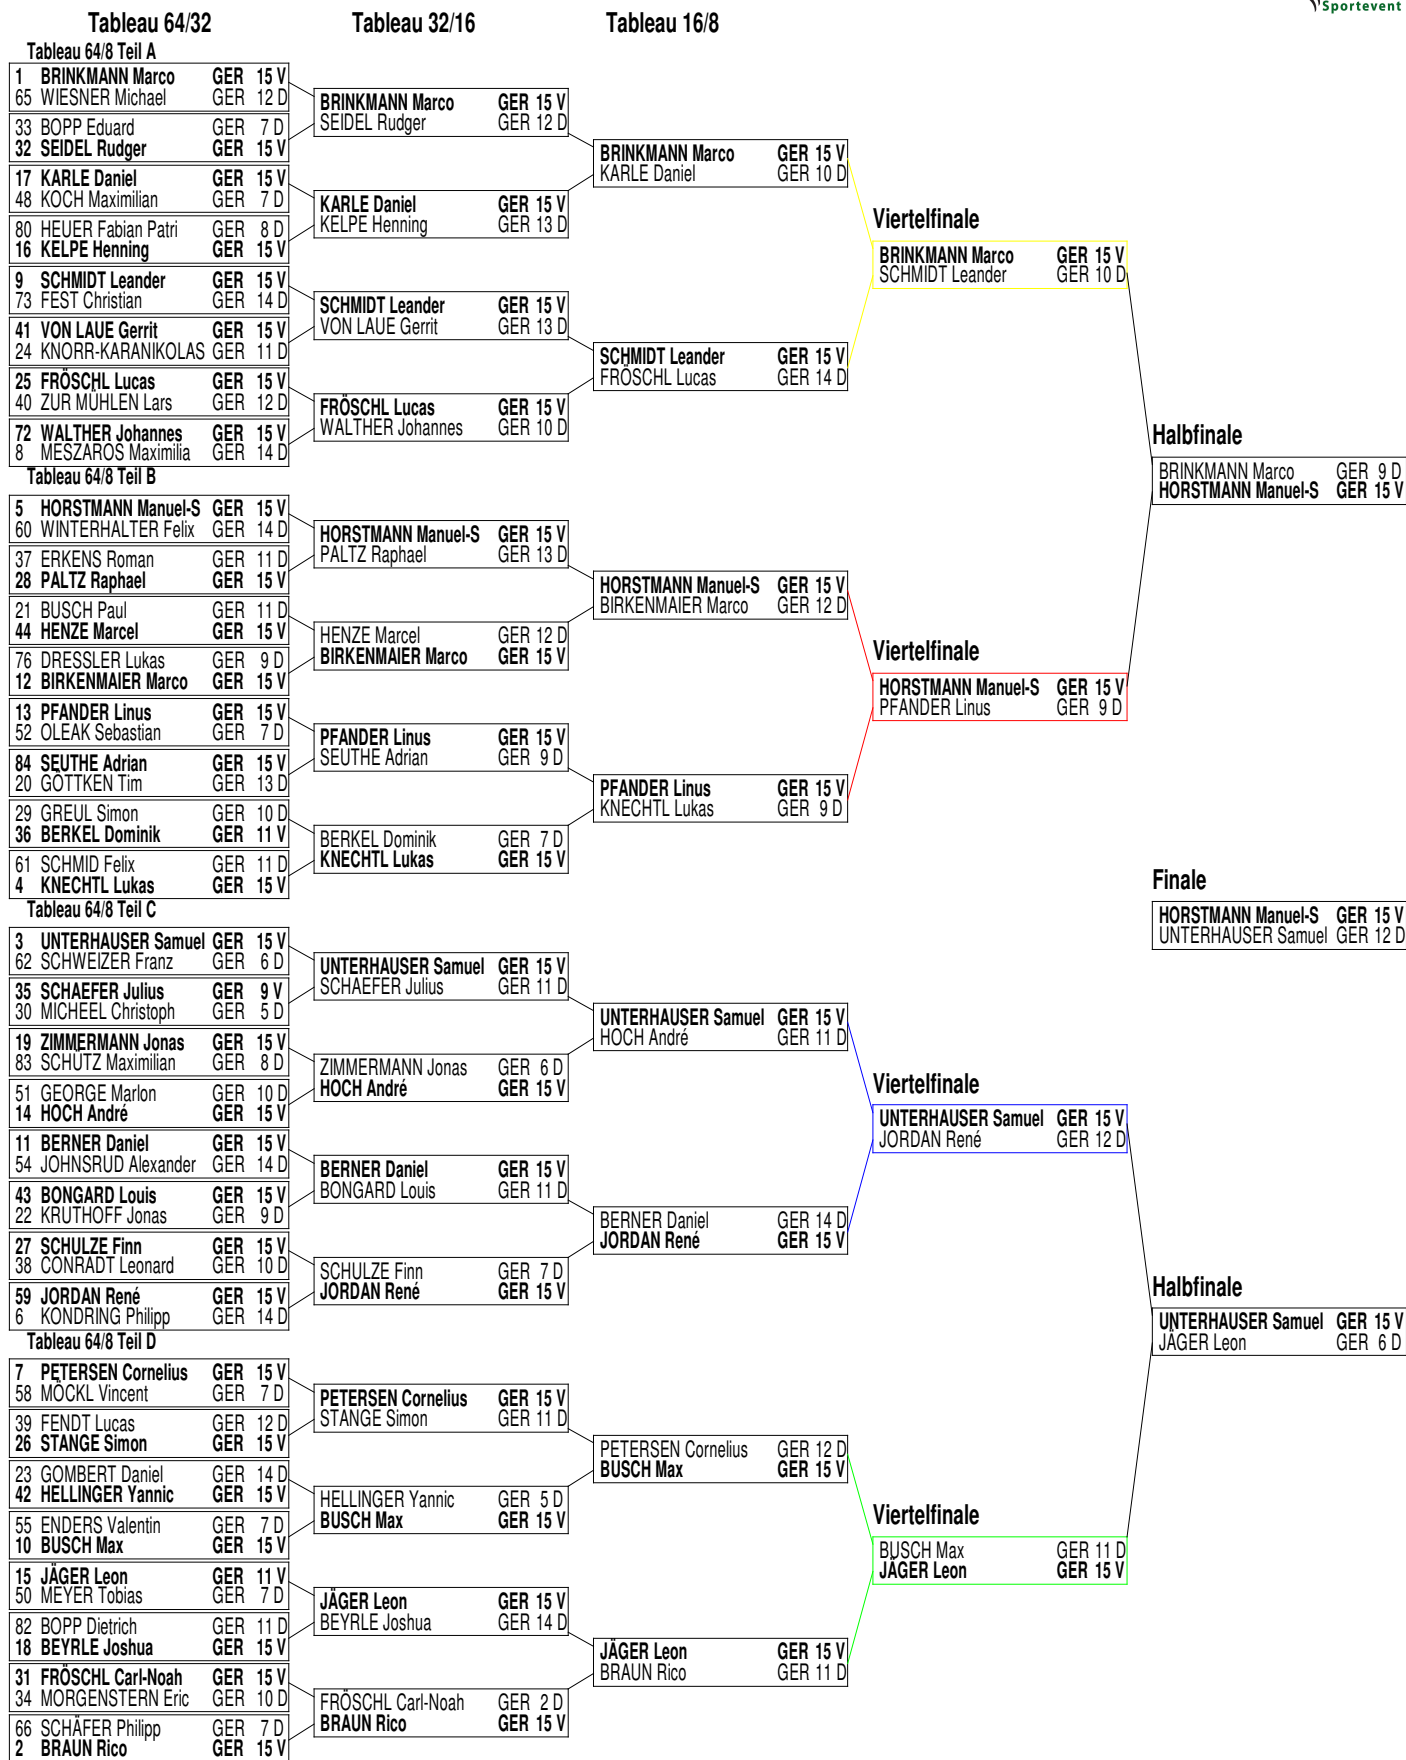 Sportevent
Tableau 64/32
Tableau 32/16
Tableau 16/8
Tableau 64/8 Teil A
1 BRINKMANN Marco GER 15 V
65 WIESNER Michael GER 12 D
33 BOPP Eduard GER 7 D
32 SEIDEL Rudger GER 15 V
17 KARLE Daniel GER 15 V
48 KOCH Maximilian GER 7 D
80 HEUER Fabian Patri GER 8 D
16 KELPE Henning GER 15 V
9 SCHMIDT Leander GER 15 V
73 FEST Christian GER 14 D
41 VON LAUE Gerrit GER 15 V
24 KNORR-KARANIKOLAS GER 11 D
25 FRÖSCHL Lucas GER 15 V
40 ZUR MÜHLEN Lars GER 12 D
72 WALTHER Johannes GER 15 V
8 MESZAROS Maximilia GER 14 D
Tableau 64/8 Teil B
5 HORSTMANN Manuel-S GER 15 V
60 WINTERHALTER Felix GER 14 D
37 ERKENS Roman GER 11 D
28 PALTZ Raphael GER 15 V
21 BUSCH Paul GER 11 D
44 HENZE Marcel GER 15 V
76 DRESSLER Lukas GER 9 D
12 BIRKENMAIER Marco GER 15 V
13 PFANDER Linus GER 15 V
52 OLEAK Sebastian GER 7 D
84 SEUTHE Adrian GER 15 V
20 GÖTTKEN Tim GER 13 D
29 GREUL Simon GER 10 D
36 BERKEL Dominik GER 11 V
61 SCHMID Felix GER 11 D
4 KNECHTL Lukas GER 15 V
Tableau 64/8 Teil C
3 UNTERHAUSER Samuel GER 15 V
62 SCHWEIZER Franz GER 6 D
35 SCHAEFER Julius GER 9 V
30 MICHEEL Christoph GER 5 D
19 ZIMMERMANN Jonas GER 15 V
83 SCHÜTZ Maximilian GER 8 D
51 GEORGE Marlon GER 10 D
14 HOCH André GER 15 V
11 BERNER Daniel GER 15 V
54 JOHNSRUD Alexander GER 14 D
43 BONGARD Louis GER 15 V
22 KRUTHOFF Jonas GER 9 D
27 SCHULZE Finn GER 15 V
38 CONRADT Leonard GER 10 D
59 JORDAN René GER 15 V
6 KONDRING Philipp GER 14 D
Tableau 64/8 Teil D
7 PETERSEN Cornelius GER 15 V
58 MÖCKL Vincent GER 7 D
39 FENDT Lucas GER 12 D
26 STANGE Simon GER 15 V
23 GOMBERT Daniel GER 14 D
42 HELLINGER Yannic GER 15 V
55 ENDERS Valentin GER 7 D
10 BUSCH Max GER 15 V
15 JÄGER Leon GER 11 V
50 MEYER Tobias GER 7 D
82 BOPP Dietrich GER 11 D
18 BEYRLE Joshua GER 15 V
31 FRÖSCHL Carl-Noah GER 15 V
34 MORGENSTERN Eric GER 10 D
66 SCHÄFER Philipp GER 7 D
2 BRAUN Rico GER 15 V
BRINKMANN Marco GER 15 V
SEIDEL Rudger GER 12 D
KARLE Daniel GER 15 V
KELPE Henning GER 13 D
SCHMIDT Leander GER 15 V
VON LAUE Gerrit GER 13 D
FRÖSCHL Lucas GER 15 V
WALTHER Johannes GER 10 D
HORSTMANN Manuel-S GER 15 V
PALTZ Raphael GER 13 D
HENZE Marcel GER 12 D
BIRKENMAIER Marco GER 15 V
PFANDER Linus GER 15 V
SEUTHE Adrian GER 9 D
BERKEL Dominik GER 7 D
KNECHTL Lukas GER 15 V
UNTERHAUSER Samuel GER 15 V
SCHAEFER Julius GER 11 D
ZIMMERMANN Jonas GER 6 D
HOCH André GER 15 V
BERNER Daniel GER 15 V
BONGARD Louis GER 11 D
SCHULZE Finn GER 7 D
JORDAN René GER 15 V
PETERSEN Cornelius GER 15 V
STANGE Simon GER 11 D
HELLINGER Yannic GER 5 D
BUSCH Max GER 15 V
JÄGER Leon GER 15 V
BEYRLE Joshua GER 14 D
FRÖSCHL Carl-Noah GER 2 D
BRAUN Rico GER 15 V
BRINKMANN Marco GER 15 V
KARLE Daniel GER 10 D
SCHMIDT Leander GER 15 V
FRÖSCHL Lucas GER 14 D
HORSTMANN Manuel-S GER 15 V
BIRKENMAIER Marco GER 12 D
PFANDER Linus GER 15 V
KNECHTL Lukas GER 9 D
UNTERHAUSER Samuel GER 15 V
HOCH André GER 11 D
BERNER Daniel GER 14 D
JORDAN René GER 15 V
PETERSEN Cornelius GER 12 D
BUSCH Max GER 15 V
JÄGER Leon GER 15 V
BRAUN Rico GER 11 D
Viertelfinale
BRINKMANN Marco GER 15 V
SCHMIDT Leander GER 10 D
Viertelfinale
HORSTMANN Manuel-S GER 15 V
PFANDER Linus GER 9 D
Viertelfinale
UNTERHAUSER Samuel GER 15 V
JORDAN René GER 12 D
Viertelfinale
BUSCH Max GER 11 D
JÄGER Leon GER 15 V
Halbfinale
BRINKMANN Marco GER 9 D
HORSTMANN Manuel-S GER 15 V
Finale
HORSTMANN Manuel-S GER 15 V
UNTERHAUSER Samuel GER 12 D
Halbfinale
UNTERHAUSER Samuel GER 15 V
JÄGER Leon GER 6 D